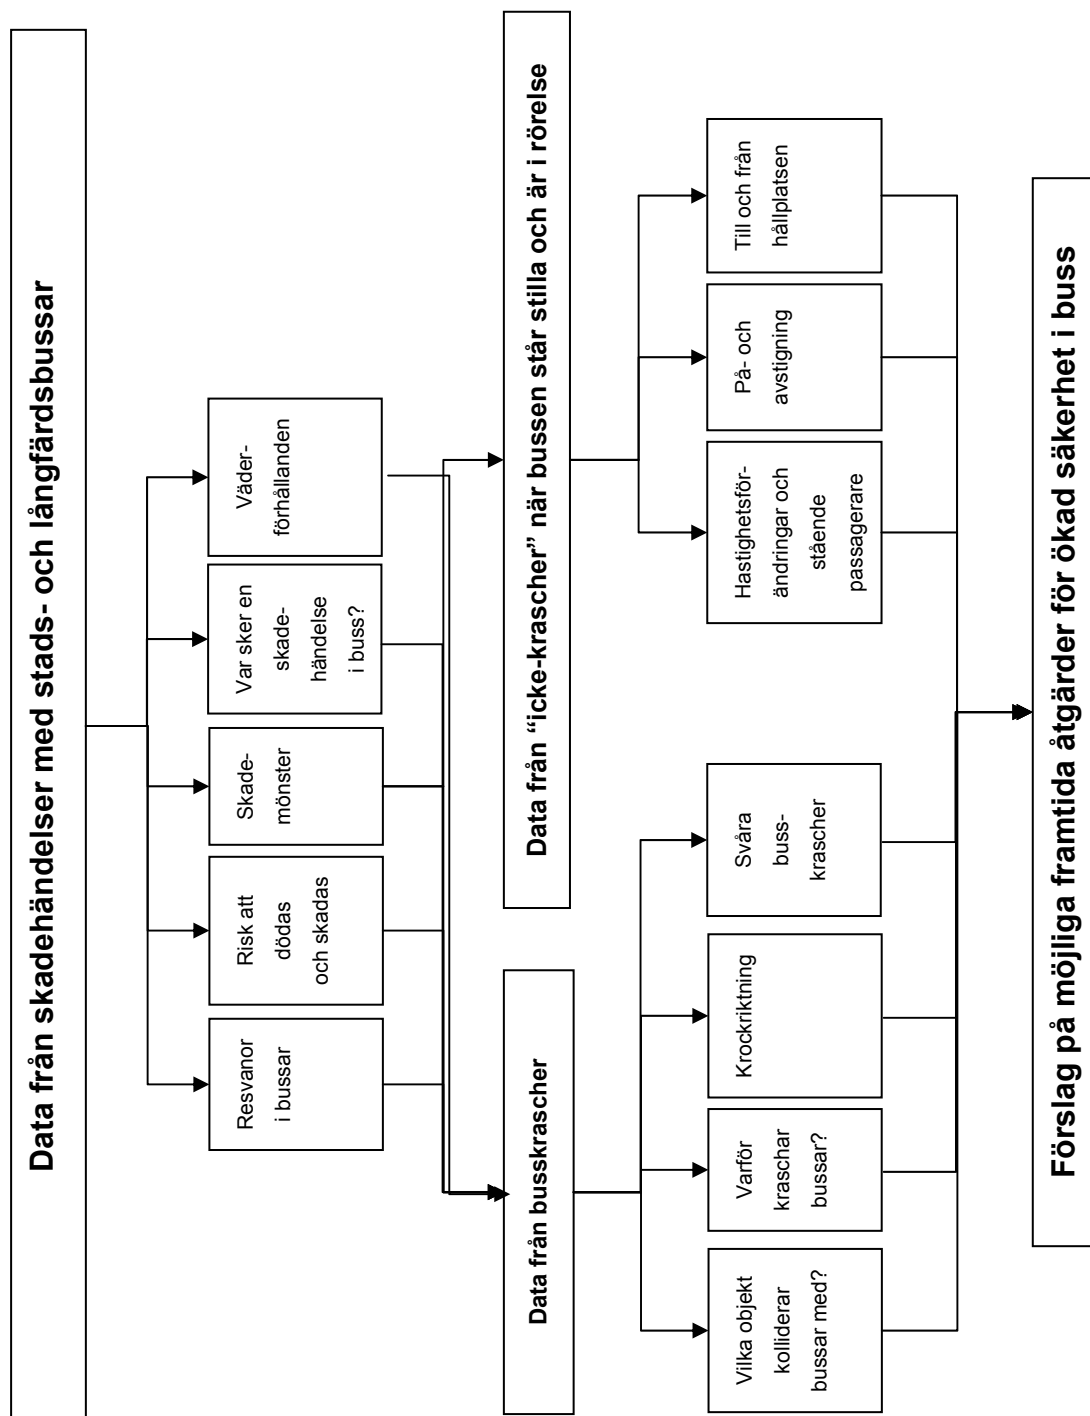 Data från skadehändelser med stads- och långfärdsbussar
Resvanor
i bussar
Risk att
dödas
och skadas
Skade-
mönster
Var sker en
skade-
händelse
i buss?
Väder-
förhållanden
Data från busskrascher
Data från “icke-krascher” när bussen står stilla och är i rörelse
Vilka objekt
kolliderar
bussar med?
Varför
kraschar
bussar?
Krockriktning
Svåra
buss-
krascher
Hastighetsför-
ändringar och
stående
passagerare
På- och
avstigning
Till och från
hållplatsen
Förslag på möjliga framtida åtgärder för ökad säkerhet i buss